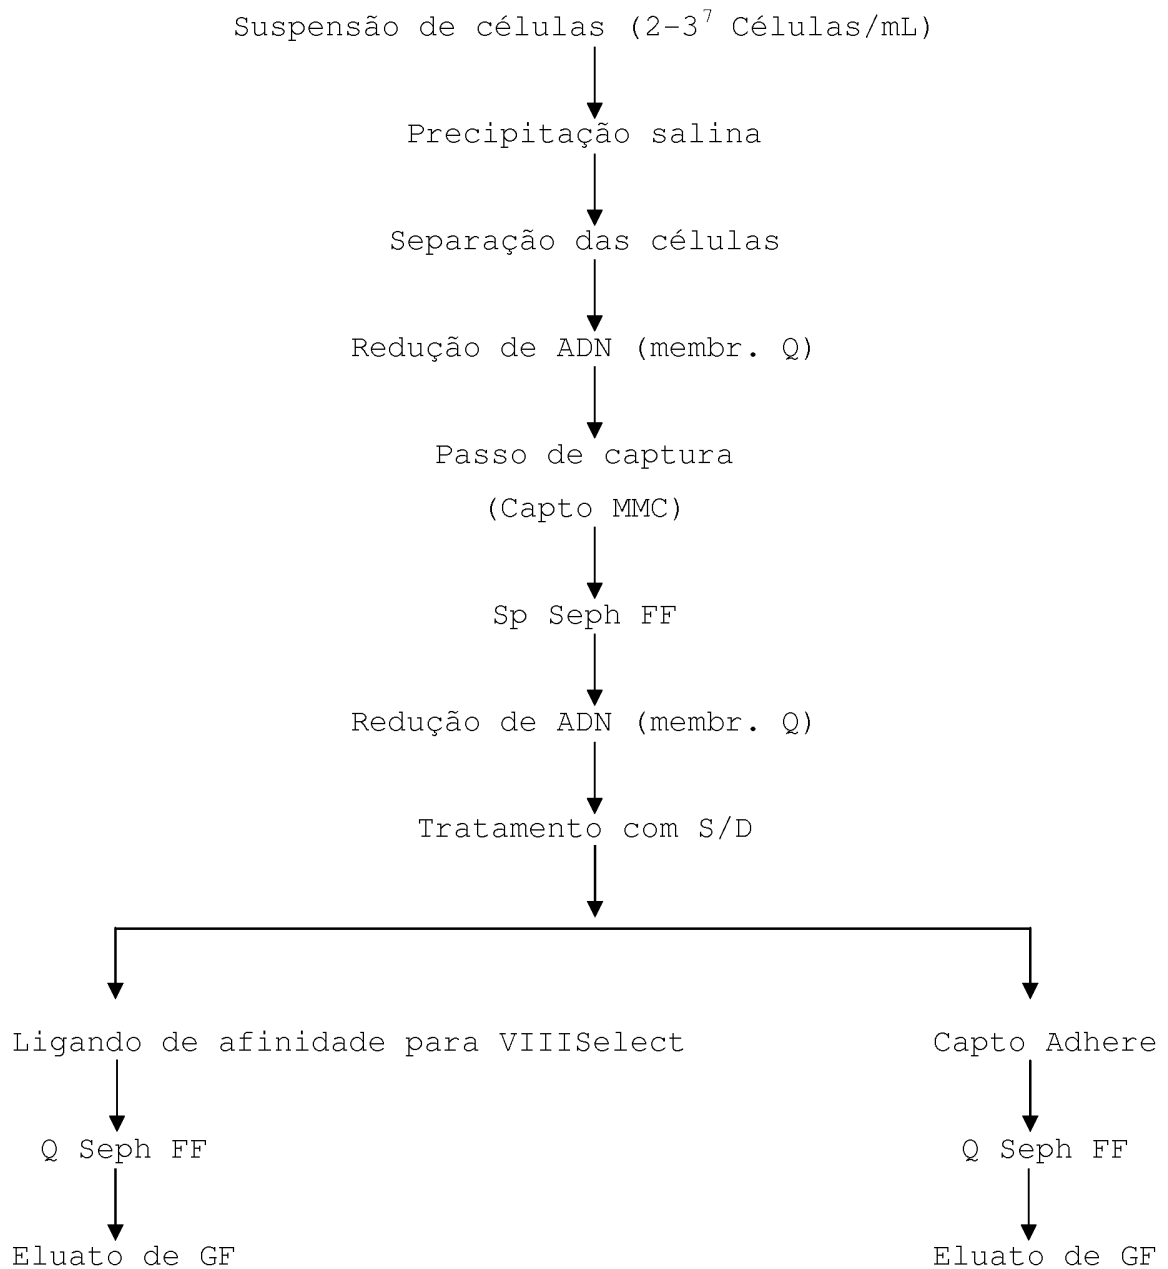 Suspensão de células (2-3⁷ Células/mL)
Precipitação salina
Separação das células
Redução de ADN (membr. Q)
Passo de captura
(Capto MMC)
Sp Seph FF
Redução de ADN (membr. Q)
Tratamento com S/D
Ligando de afinidade para VIIISelect
Capto Adhere
Q Seph FF
Q Seph FF
Eluato de GF
Eluato de GF